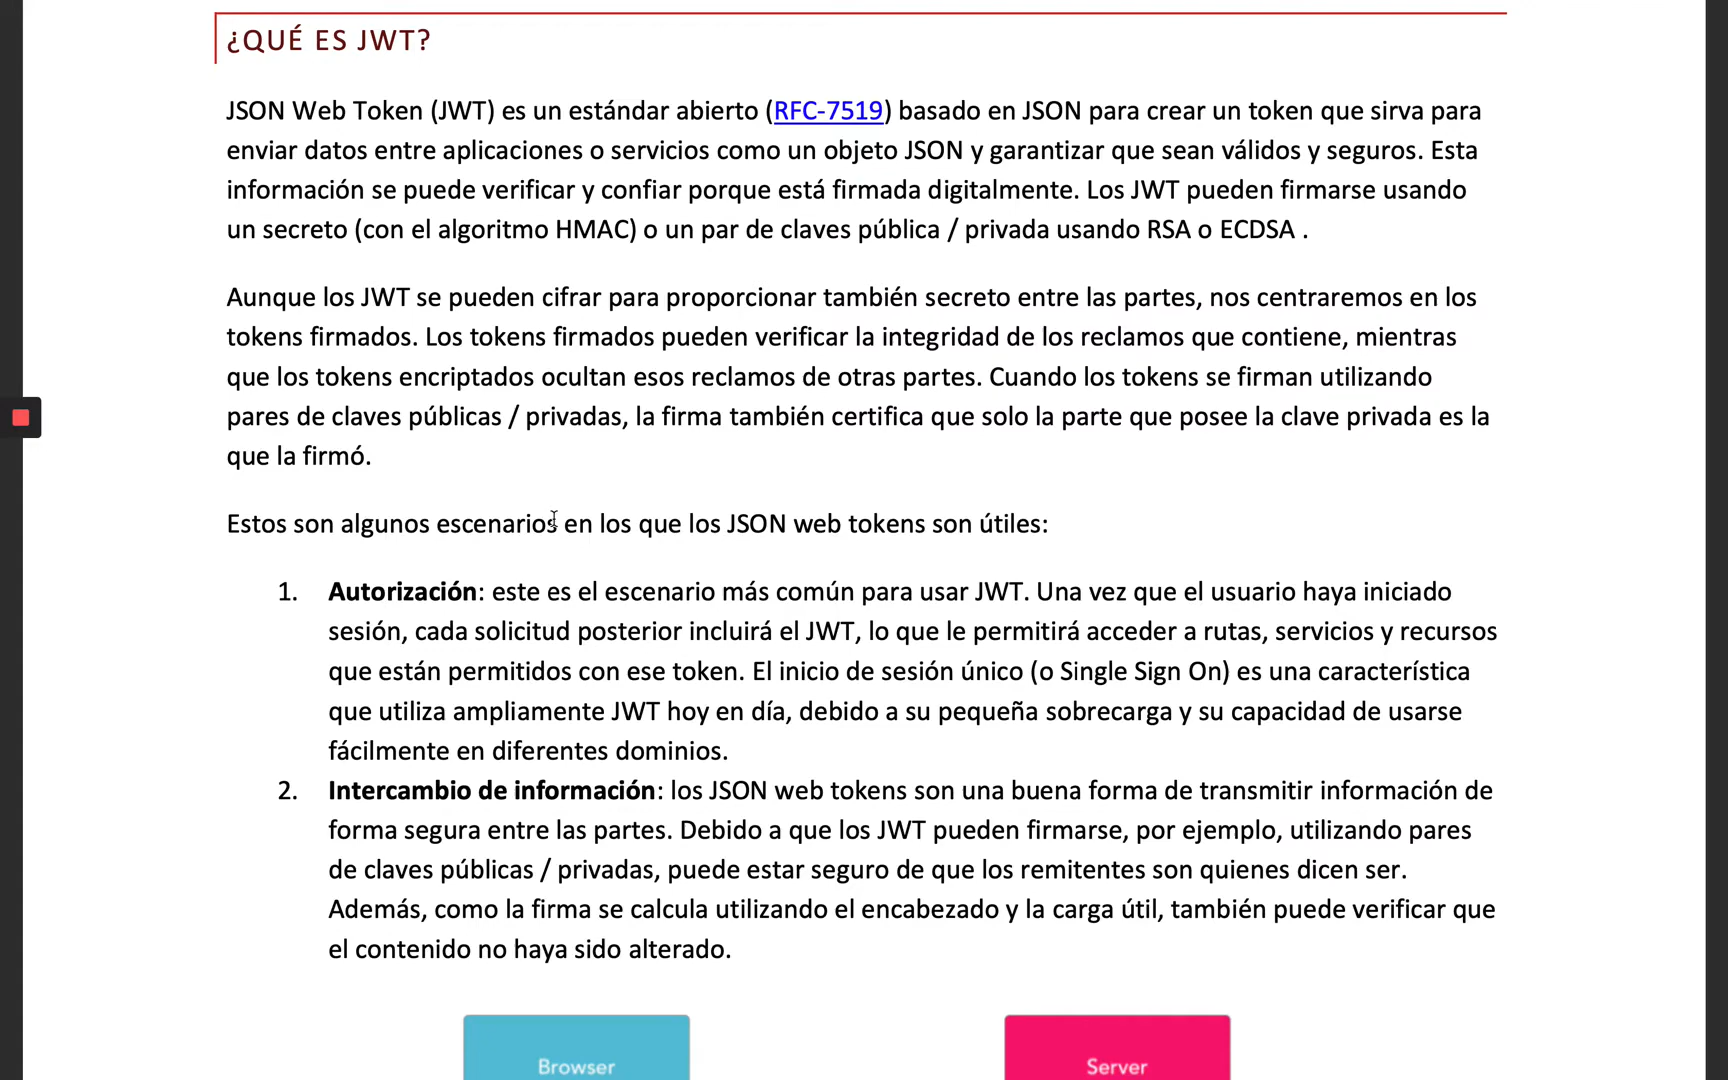 ¿QUÉ ES JWT?
JSON Web Token (JWT) es un estándar abierto (RFC-7519) basado en JSON para crear un token que sirva para
enviar datos entre aplicaciones o servicios como un objeto JSON y garantizar que sean válidos y seguros. Esta
información se puede verificar y confiar porque está firmada digitalmente. Los JWT pueden firmarse usando
un secreto (con el algoritmo HMAC) o un par de claves pública / privada usando RSA o ECDSA .
Aunque los JWT se pueden cifrar para proporcionar también secreto entre las partes, nos centraremos en los
tokens firmados. Los tokens firmados pueden verificar la integridad de los reclamos que contiene, mientras
que los tokens encriptados ocultan esos reclamos de otras partes. Cuando los tokens se firman utilizando
pares de claves públicas / privadas, la firma también certifica que solo la parte que posee la clave privada es la
que la firmó.
Estos son algunos escenarios en los que los JSON web tokens son útiles:
1. Autorización: este es el escenario más común para usar JWT. Una vez que el usuario haya iniciado
sesión, cada solicitud posterior incluirá el JWT, lo que le permitirá acceder a rutas, servicios y recursos
que están permitidos con ese token. El inicio de sesión único (o Single Sign On) es una característica
que utiliza ampliamente JWT hoy en día, debido a su pequeña sobrecarga y su capacidad de usarse
fácilmente en diferentes dominios.
2. Intercambio de información: los JSON web tokens son una buena forma de transmitir información de
forma segura entre las partes. Debido a que los JWT pueden firmarse, por ejemplo, utilizando pares
de claves públicas / privadas, puede estar seguro de que los remitentes son quienes dicen ser.
Además, como la firma se calcula utilizando el encabezado y la carga útil, también puede verificar que
el contenido no haya sido alterado.
Browser
Server